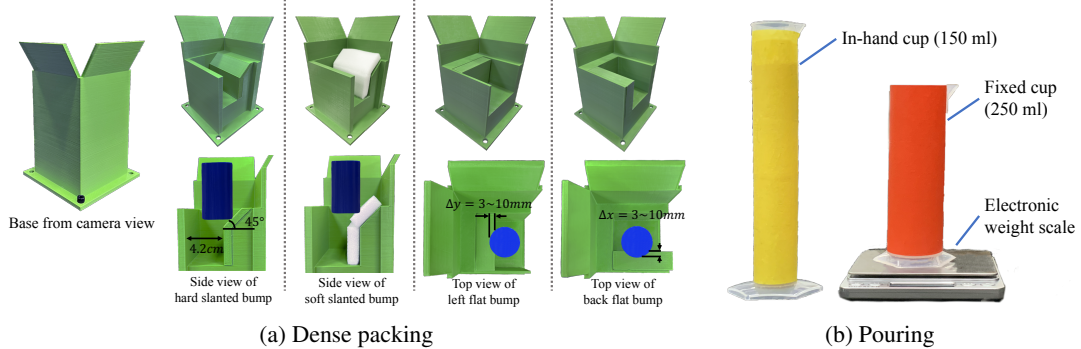 Base from camera view
45°
4.2cm
Side view of
hard slanted bump
Side view of
soft slanted bump
Δy = 3~10mm
Top view of
left flat bump
Δx = 3~10mm
Top view of
back flat bump
(a) Dense packing
In-hand cup (150 ml)
Fixed cup
(250 ml)
Electronic
weight scale
(b) Pouring